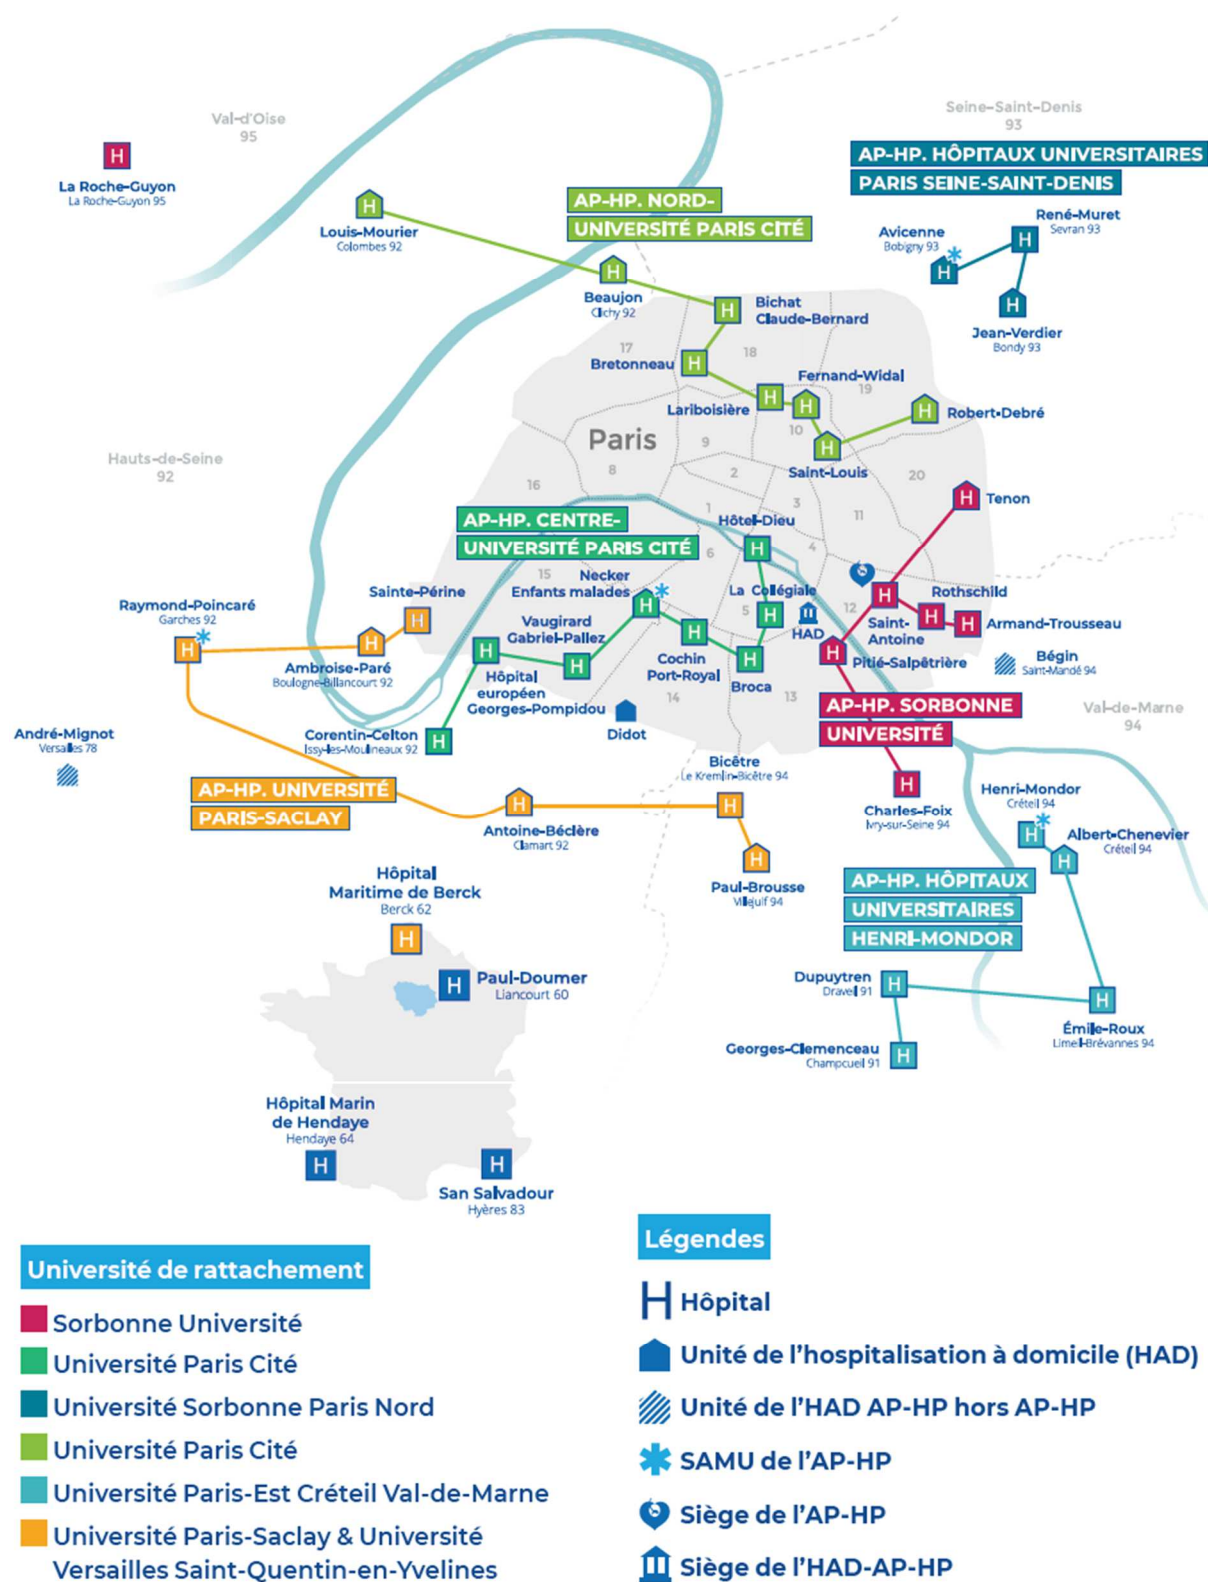 Val-d'Oise
95
Seine-Saint-Denis
93
H
La Roche-Guyon
La Roche-Guyon 95
AP-HP. HÔPITAUX UNIVERSITAIRES
PARIS SEINE-SAINT-DENIS
H
Louis-Mourier
Colombes 92
AP-HP. NORD-
UNIVERSITÉ PARIS CITÉ
Avicenne
Bobigny 93
H
René-Muret
Sevran 93
H
H
Jean-Verdier
Bondy 93
H
Beaujon
Clichy 92
H
Bichat
Claude-Bernard
17
18
Bretonneau
H
Fernand-Widal
19
Lariboisière
H
H
10
H
Robert-Debré
Paris
9
H
Saint-Louis
8
2
20
Hauts-de-Seine
92
16
H
Tenon
1
3
11
AP-HP. CENTRE-
UNIVERSITÉ PARIS CITÉ
Hôtel-Dieu
H
6
4
15
Necker
Enfants malades
H
Sainte-Périne
H
La Collégiale
5
H
HAD
12
H
Saint-
Antoine
Rothschild
H
H
Armand-Trousseau
Raymond-Poincaré
Garches 92
H
H
Ambroise-Paré
Boulogne-Billancourt 92
Vaugirard
Gabriel-Pallez
H
H
Hôpital
européen
Georges-Pompidou
H
Cochin
Port-Royal
H
Broca
H
Pitié-Salpêtrière
Bégin
Saint-Mandé 94
14
13
Didot
AP-HP. SORBONNE
UNIVERSITÉ
Val-de-Marne
94
André-Mignot
Versailles 78
Corentin-Celton
Issy-les-Moulineaux 92
H
Bicêtre
Le Kremlin-Bicêtre 94
H
AP-HP. UNIVERSITÉ
PARIS-SACLAY
H
Antoine-Béclère
Clamart 92
H
Charles-Foix
Ivry-sur-Seine 94
Henri-Mondor
Créteil 94
H
Albert-Chenevier
Créteil 94
H
H
Paul-Brousse
Villejuif 94
AP-HP. HÔPITAUX
UNIVERSITAIRES
HENRI-MONDOR
Hôpital
Maritime de Berck
Berck 62
H
H
Paul-Doumer
Liancourt 60
Dupuytren
Draveil 91
H
H
Émile-Roux
Limeil-Brévannes 94
Georges-Clemenceau
Champcueil 91
H
Hôpital Marin
de Hendaye
Hendaye 64
H
H
San Salvadour
Hyères 83
Université de rattachement
Sorbonne Université
Université Paris Cité
Université Sorbonne Paris Nord
Université Paris Cité
Université Paris-Est Créteil Val-de-Marne
Université Paris-Saclay & Université
Versailles Saint-Quentin-en-Yvelines
Légendes
H Hôpital
Unité de l'hospitalisation à domicile (HAD)
Unité de l'HAD AP-HP hors AP-HP
SAMU de l'AP-HP
Siège de l'AP-HP
Siège de l'HAD-AP-HP